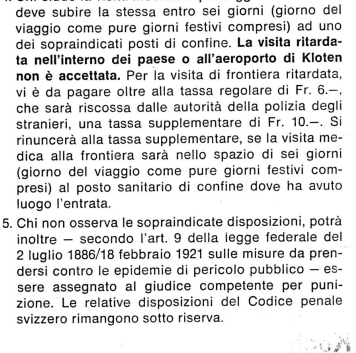 deve subire la stessa entro sei giorni (giorno del
viaggio come pure giorni festivi compresi) ad uno
dei sopraindicati posti di confine. La visita ritarda-
ta nell'interno dei paese o all'aeroporto di Kloten
non è accettata. Per la visita di frontiera ritardata,
vi è da pagare oltre alla tassa regolare di Fr. 6.—,
che sarà riscossa dalle autorità della polizia degli
stranieri, una tassa supplementare di Fr. 10.—. Si
rinuncerà alla tassa supplementare, se la visita me-
dica alla frontiera sarà nello spazio di sei giorni
(giorno del viaggio come pure giorni festivi com-
presi) al posto sanitario di confine dove ha avuto
luogo l'entrata.
5. Chi non osserva le sopraindicate disposizioni, potrà
inoltre — secondo l'art. 9 della legge federale del
2 luglio 1886/18 febbraio 1921 sulle misure da pren-
dersi contro le epidemie di pericolo pubblico — es-
sere assegnato al giudice competente per puni-
zione. Le relative disposizioni del Codice penale
svizzero rimangono sotto riserva.